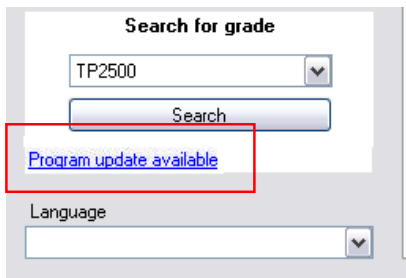 Search for grade
TP2500
Search
Program update available
Language